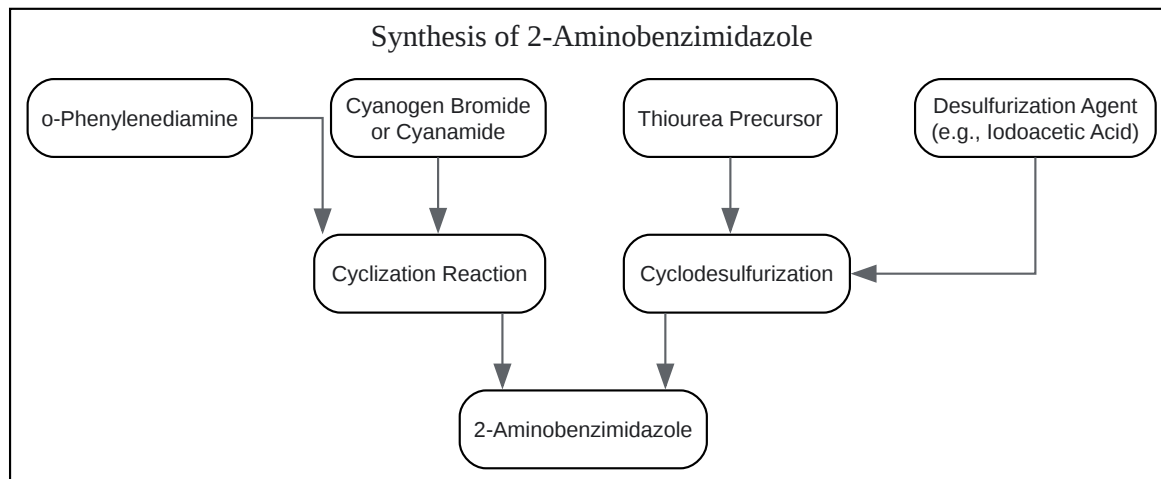 Synthesis of 2-Aminobenzimidazole
o-Phenylenediamine
Cyanogen Bromide
or Cyanamide
Thiourea Precursor
Desulfurization Agent
(e.g., Iodoacetic Acid)
Cyclization Reaction
Cyclodesulfurization
2-Aminobenzimidazole